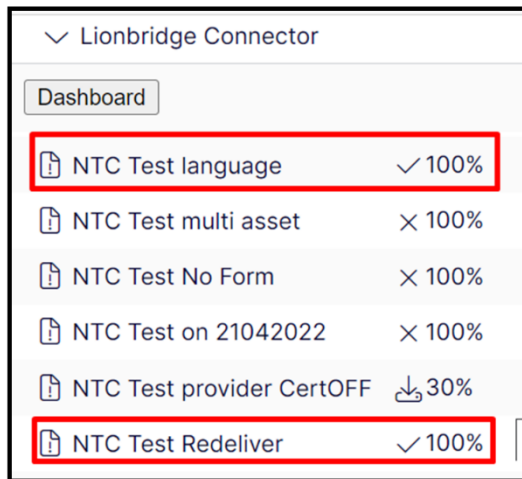 Lionbridge Connector
Dashboard
NTC Test language 100%
NTC Test multi asset 100%
NTC Test No Form 100%
NTC Test on 21042022 100%
NTC Test provider CertOFF 30%
NTC Test Redeliver 100%